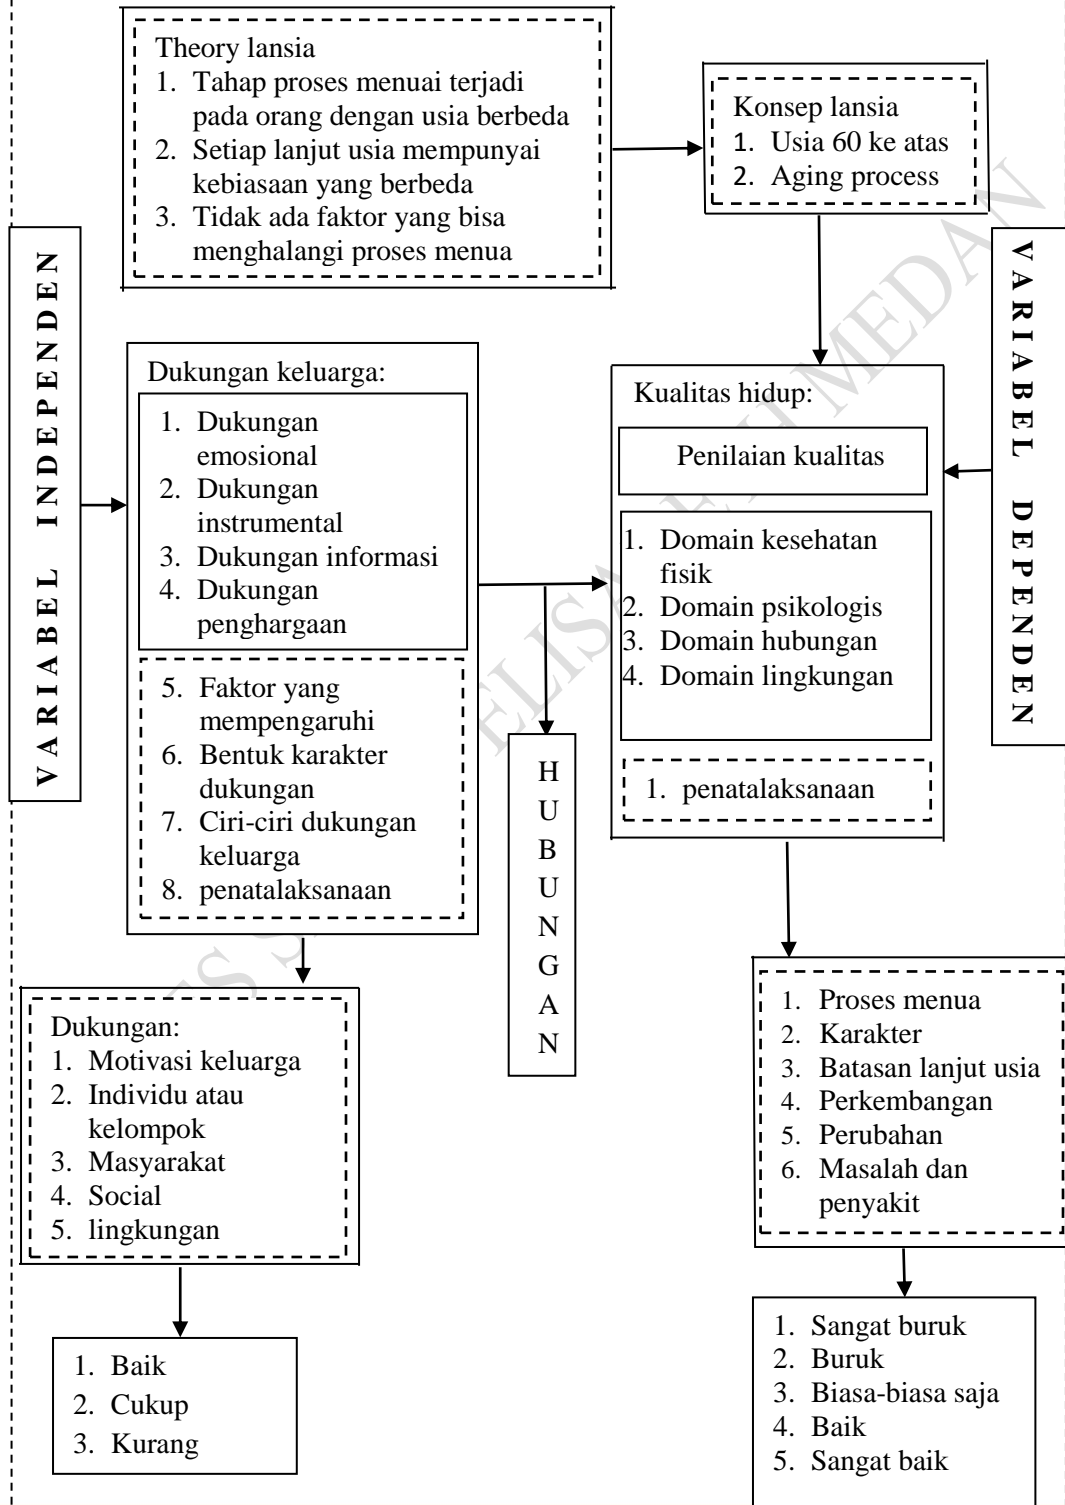 Theory lansia
1. Tahap proses menuai terjadi
pada orang dengan usia berbeda
2. Setiap lanjut usia mempunyai
kebiasaan yang berbeda
3. Tidak ada faktor yang bisa
menghalangi proses menua
Konsep lansia
1. Usia 60 ke atas
2. Aging process
VARIABEL INDEPENDEN
Dukungan keluarga:
1. Dukungan
emosional
2. Dukungan
instrumental
3. Dukungan informasi
4. Dukungan
penghargaan
5. Faktor yang
mempengaruhi
6. Bentuk karakter
dukungan
7. Ciri-ciri dukungan
keluarga
8. penatalaksanaan
HUBUNGAN
Kualitas hidup:
Penilaian kualitas
1. Domain kesehatan
fisik
2. Domain psikologis
3. Domain hubungan
4. Domain lingkungan
1. penatalaksanaan
VARIABEL DEPENDEN
Dukungan:
1. Motivasi keluarga
2. Individu atau
kelompok
3. Masyarakat
4. Social
5. lingkungan
1. Proses menua
2. Karakter
3. Batasan lanjut usia
4. Perkembangan
5. Perubahan
6. Masalah dan
penyakit
1. Baik
2. Cukup
3. Kurang
1. Sangat buruk
2. Buruk
3. Biasa-biasa saja
4. Baik
5. Sangat baik
MEDAN